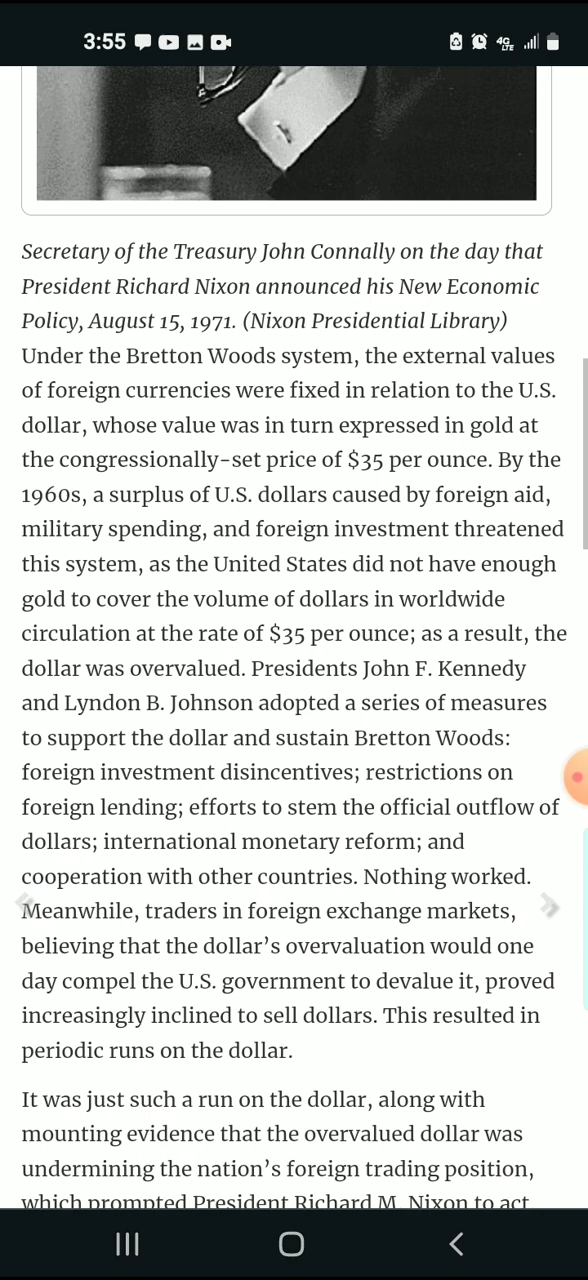 3:55
4G
LTE
Secretary of the Treasury John Connally on the day that
President Richard Nixon announced his New Economic
Policy, August 15, 1971. (Nixon Presidential Library)
Under the Bretton Woods system, the external values
of foreign currencies were fixed in relation to the U.S.
dollar, whose value was in turn expressed in gold at
the congressionally-set price of $35 per ounce. By the
1960s, a surplus of U.S. dollars caused by foreign aid,
military spending, and foreign investment threatened
this system, as the United States did not have enough
gold to cover the volume of dollars in worldwide
circulation at the rate of $35 per ounce; as a result, the
dollar was overvalued. Presidents John F. Kennedy
and Lyndon B. Johnson adopted a series of measures
to support the dollar and sustain Bretton Woods:
foreign investment disincentives; restrictions on
foreign lending; efforts to stem the official outflow of
dollars; international monetary reform; and
cooperation with other countries. Nothing worked.
Meanwhile, traders in foreign exchange markets,
believing that the dollar’s overvaluation would one
day compel the U.S. government to devalue it, proved
increasingly inclined to sell dollars. This resulted in
periodic runs on the dollar.
It was just such a run on the dollar, along with
mounting evidence that the overvalued dollar was
undermining the nation’s foreign trading position,
which prompted President Richard M. Nixon to act